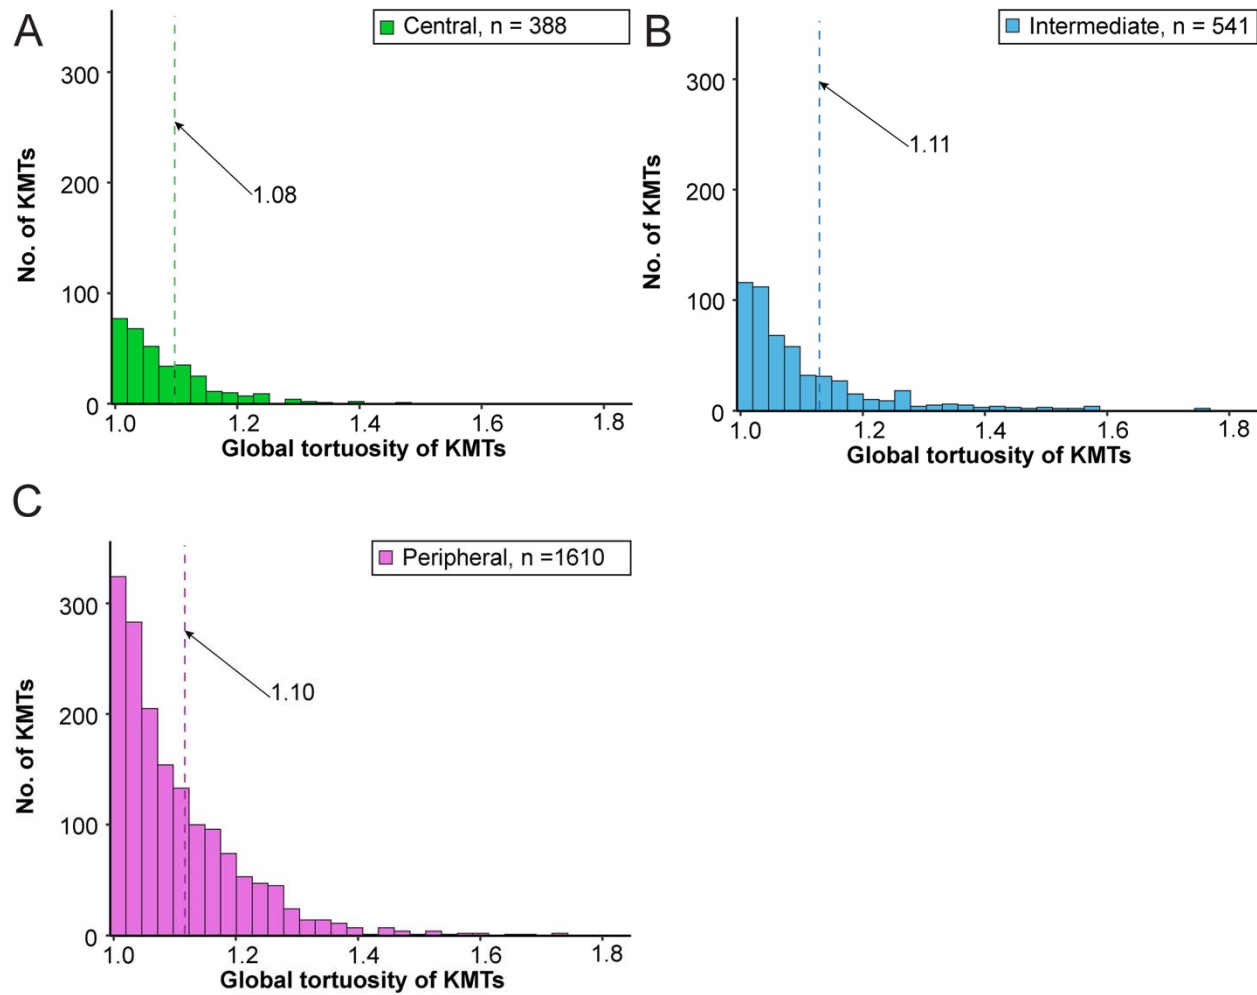 A
Central, n = 388
No. of KMTs
300
200
100
0
1.08
1.0
1.2
1.4
1.6
1.8
Global tortuosity of KMTs
B
Intermediate, n = 541
No. of KMTs
300
200
100
0
1.11
1.0
1.2
1.4
1.6
1.8
Global tortuosity of KMTs
C
Peripheral, n =1610
No. of KMTs
300
200
100
0
1.10
1.0
1.2
1.4
1.6
1.8
Global tortuosity of KMTs